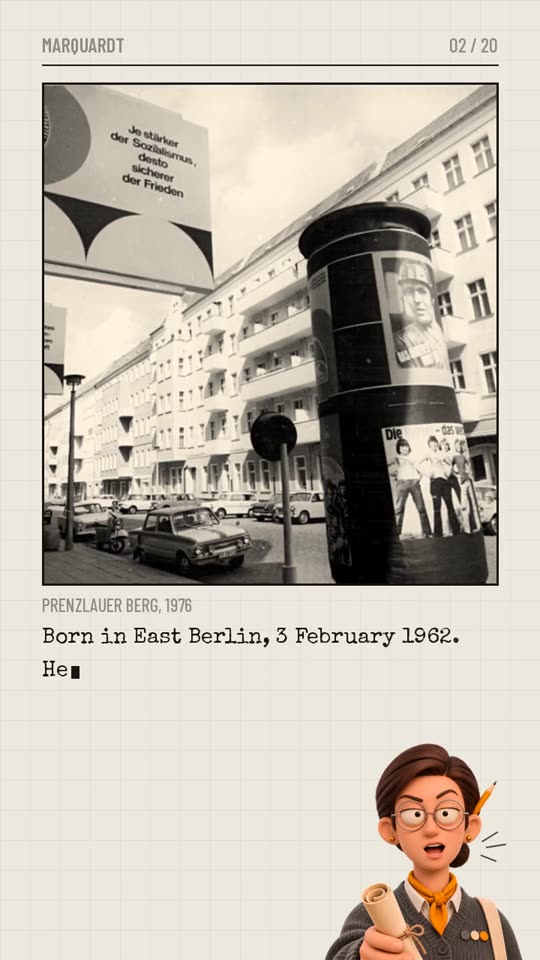 MARQUARDT
02 / 20
Je stärker
der Sozialismus,
desto
sicherer
der Frieden
Die
- das
PRENZLAUER BERG, 1976
Born in East Berlin, 3 February 1962.
He